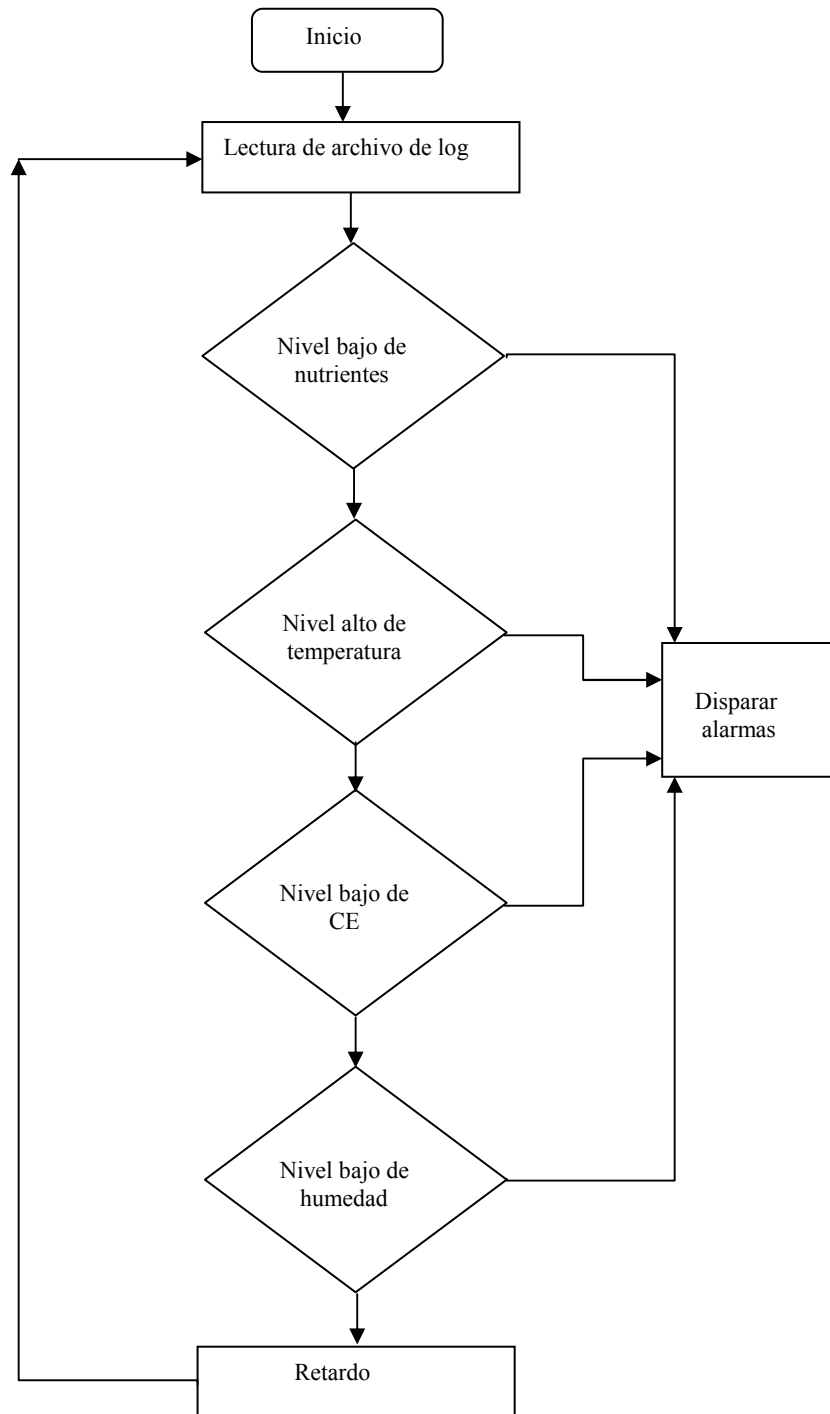 Inicio
Lectura de archivo de log
Nivel bajo de
nutrientes
Nivel alto de
temperatura
Disparar
alarmas
Nivel bajo de
CE
Nivel bajo de
humedad
Retardo